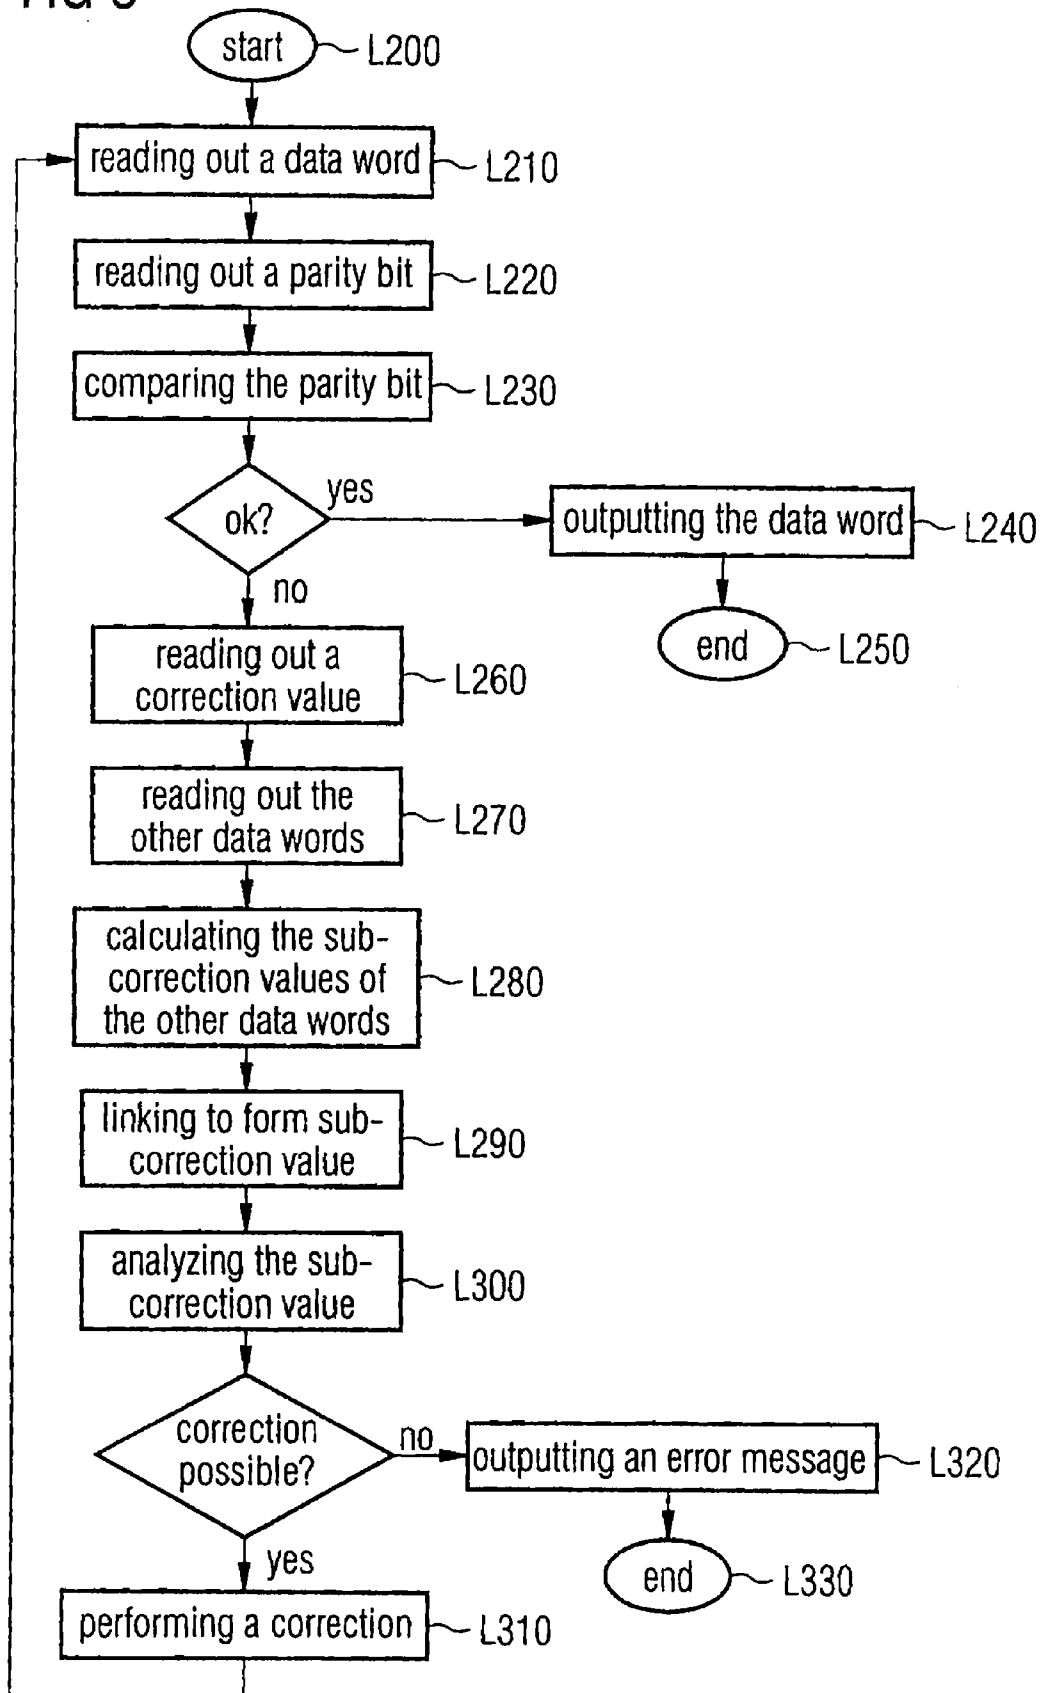 start
L200
reading out a data word
L210
reading out a parity bit
L220
comparing the parity bit
L230
ok?
yes
outputting the data word
L240
no
end
L250
reading out a
correction value
L260
reading out the
other data words
L270
calculating the sub-
correction values of
the other data words
L280
linking to form sub-
correction value
L290
analyzing the sub-
correction value
L300
correction
possible?
no
outputting an error message
L320
yes
end
L330
performing a correction
L310